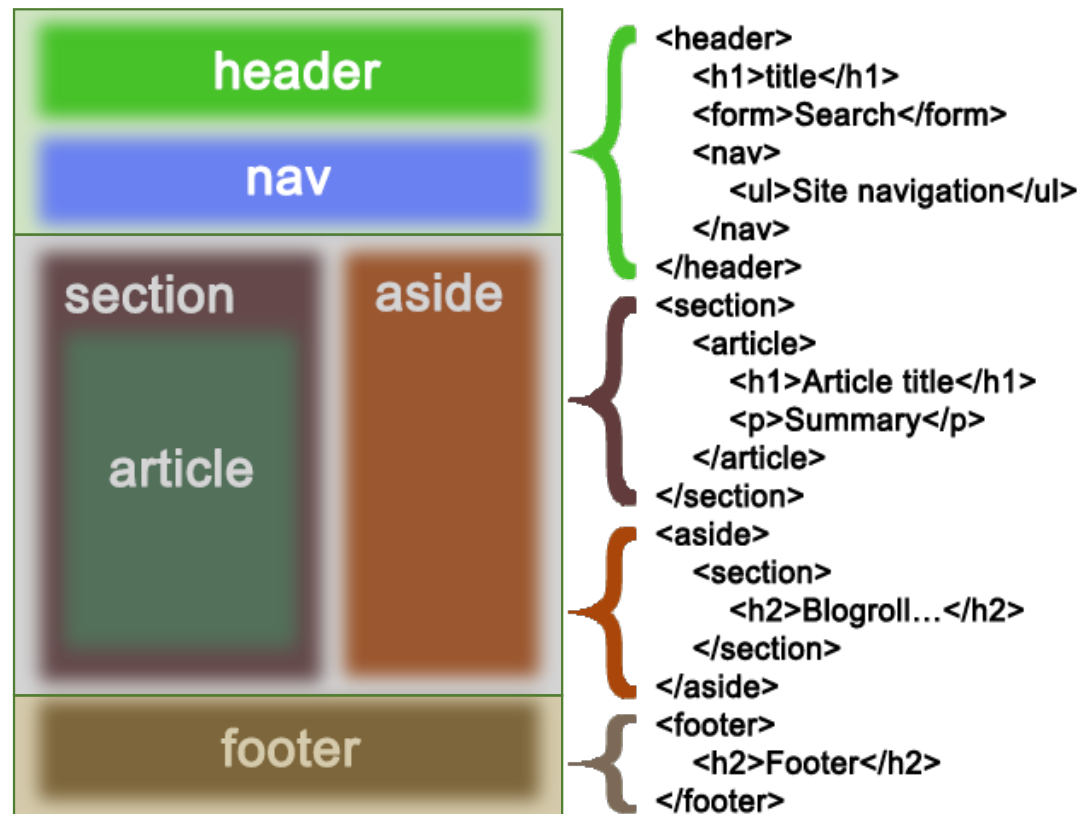 header
nav
section
aside
article
footer
<header>
<h1>title</h1>
<form>Search</form>
<nav>
<ul>Site navigation</ul>
</nav>
</header>
<section>
<article>
<h1>Article title</h1>
<p>Summary</p>
</article>
</section>
<aside>
<section>
<h2>Blogroll…</h2>
</section>
</aside>
<footer>
<h2>Footer</h2>
</footer>